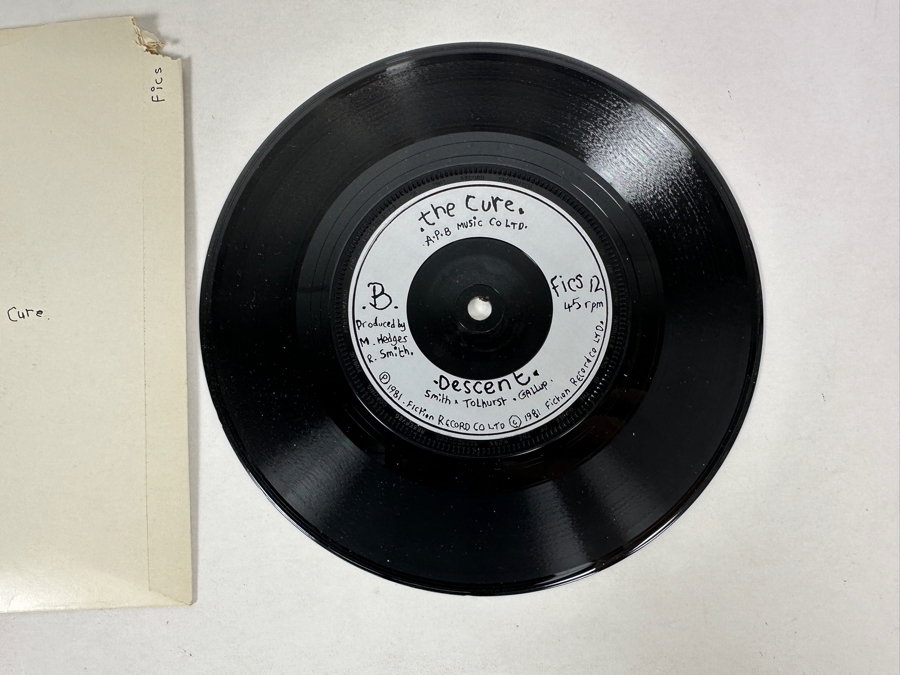 Fics
Cure.
.the Cure.
.A.P.B MUSIC CO LTD.
.B.
Produced by
M. Hedges
R. Smith.
Fics 12
45 rpm
.Descent.
Smith . TOLHURST . GALLUP.
Ⓟ 1981. Fiction RECORD CO LTD © 1981 Fiction RECORD CO LTD.